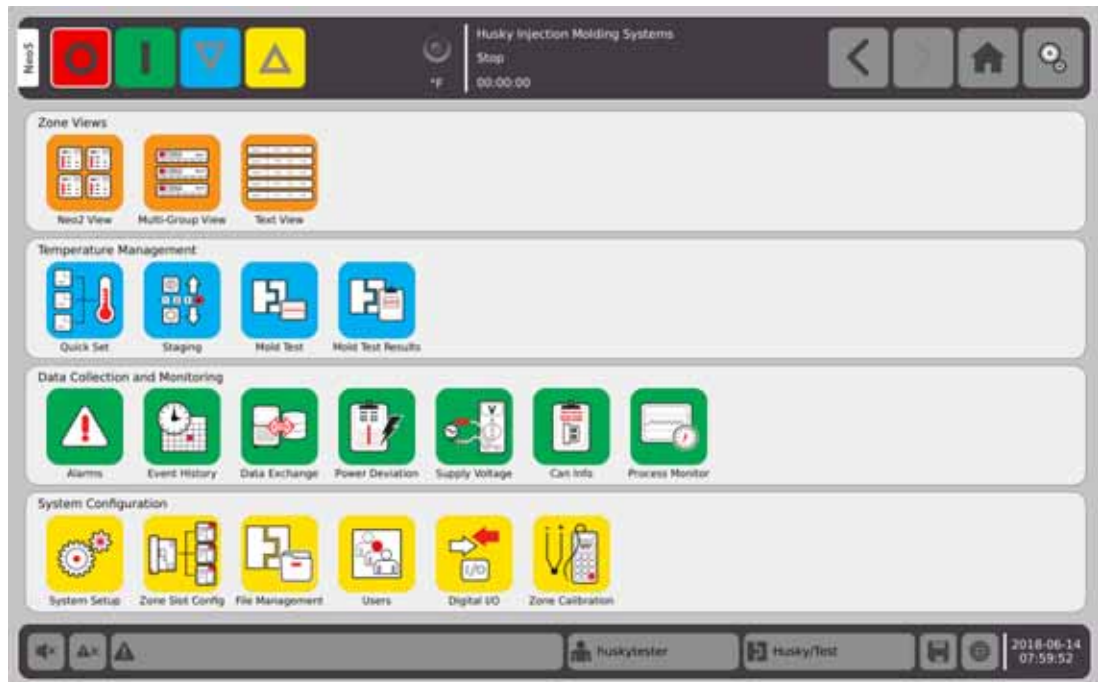 Neo5
Husky Injection Molding Systems
Stop
°F
00:00:00
Zone Views
Neo2 View
Multi-Group View
Text View
Temperature Management
Quick Set
Staging
Mold Test
Mold Test Results
Data Collection and Monitoring
Alarms
Event History
Data Exchange
Power Deviation
Supply Voltage
Can Info
Process Monitor
System Configuration
System Setup
Zone Slot Config
File Management
Users
I/O
Digital I/O
Zone Calibration
huskytester
Husky/Test
2018-06-14
07:59:52